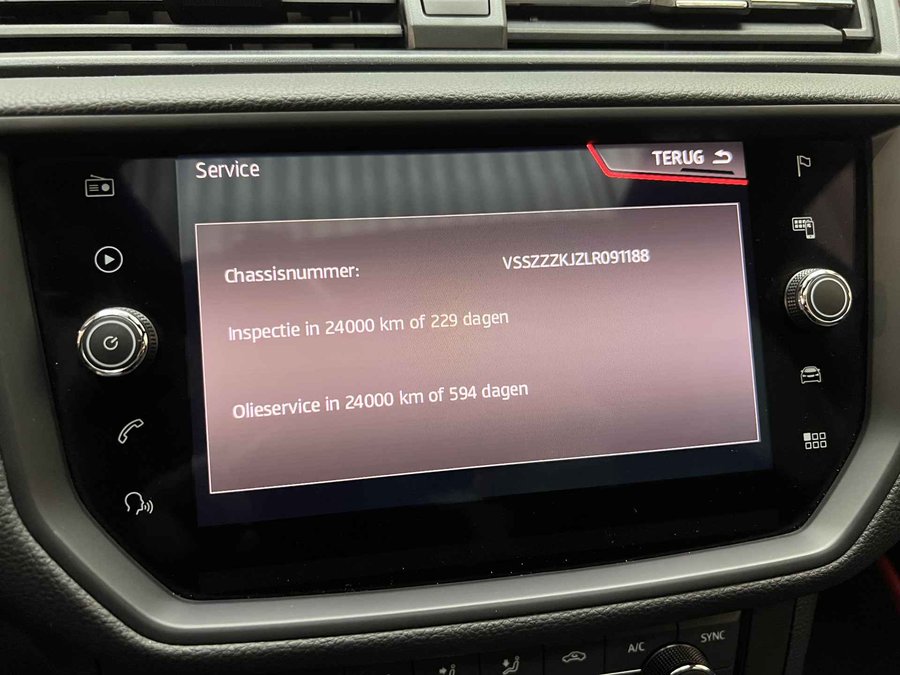 Service
TERUG
Chassisnummer: VSSZZZKJZLR091188
Inspectie in 24000 km of 229 dagen
Olieservice in 24000 km of 594 dagen
A/C
SYNC